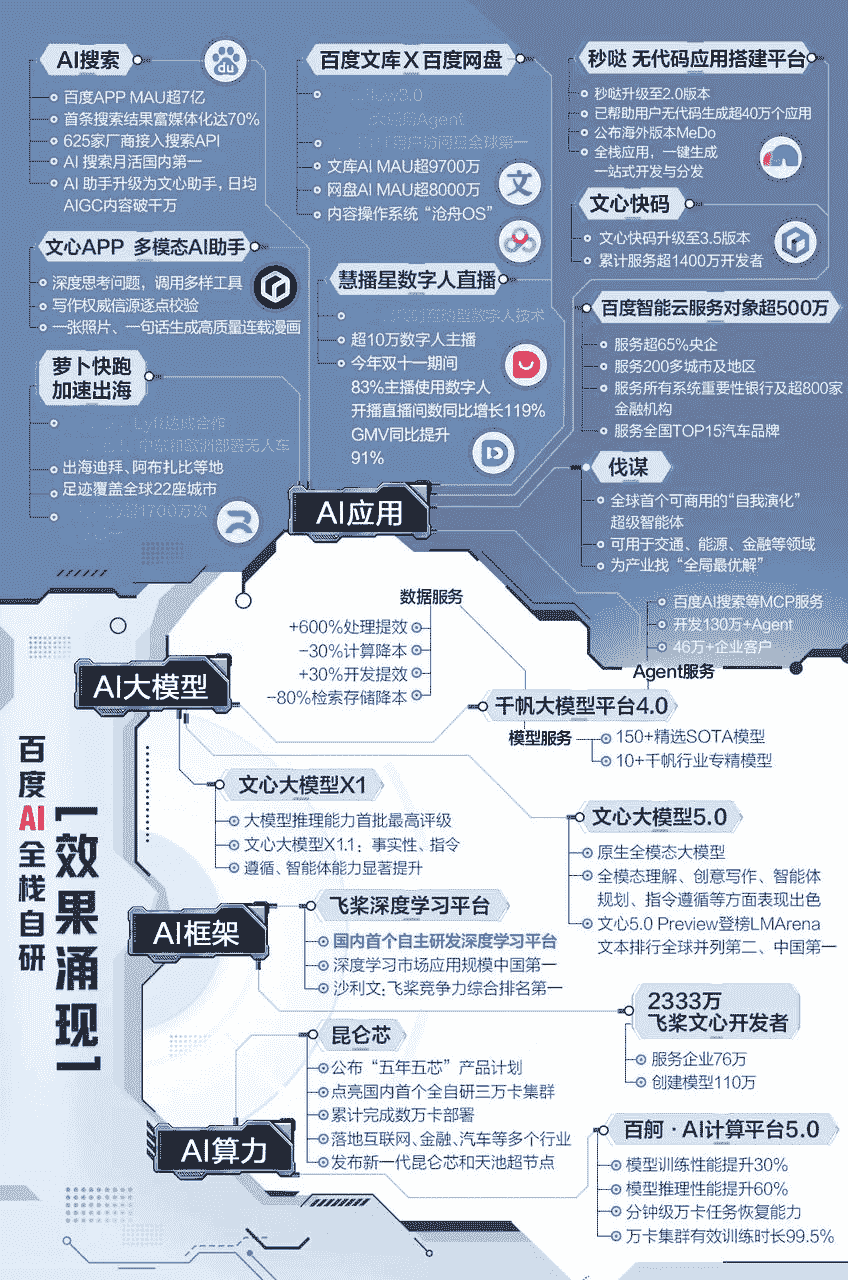 AI搜索
百度APP MAU超7亿
首条搜索结果富媒体化达70%
625家厂商接入搜索API
AI 搜索月活国内第一
AI 助手升级为文心助手，日均
AIGC内容破千万
文心APP 多模态AI助手
深度思考问题，调用多样工具
写作权威信源逐点校验
一张照片、一句话生成高质量连载漫画
萝卜快跑
加速出海
Lyft达成合作
中东和欧洲部署无人车
出海迪拜、阿布扎比等地
足迹覆盖全球22座城市
1700万次
百度文库X百度网盘
Agent
全球第一
文库AI MAU超9700万
网盘AI MAU超8000万
内容操作系统“沧舟OS”
慧播星数字人直播
数字人技术
超10万数字人主播
今年双十一期间
83%主播使用数字人
开播直播间数同比增长119%
GMV同比提升
91%
秒哒 无代码应用搭建平台
秒哒升级至2.0版本
已帮助用户无代码生成超40万个应用
公布海外版本MeDo
全栈应用，一键生成
一站式开发与分发
文心快码
文心快码升级至3.5版本
累计服务超1400万开发者
百度智能云服务对象超500万
服务超65%央企
服务200多城市及地区
服务所有系统重要性银行及超800家
金融机构
服务全国TOP15汽车品牌
伐谋
全球首个可商用的“自我演化”
超级智能体
可用于交通、能源、金融等领域
为产业找“全局最优解”
AI应用
百度AI搜索等MCP服务
开发130万+Agent
46万+企业客户
Agent服务
数据服务
+600%处理提效
-30%计算降本
+30%开发提效
-80%检索存储降本
AI大模型
千帆大模型平台4.0
模型服务
150+精选SOTA模型
10+千帆行业专精模型
文心大模型X1
大模型推理能力首批最高评级
文心大模型X1.1：事实性、指令
遵循、智能体能力显著提升
文心大模型5.0
原生全模态大模型
全模态理解、创意写作、智能体
规划、指令遵循等方面表现出色
文心5.0 Preview登榜LMArena
文本排行全球并列第二、中国第一
百度AI全栈自研
效果涌现
AI框架
飞桨深度学习平台
国内首个自主研发深度学习平台
深度学习市场应用规模中国第一
沙利文：飞桨竞争力综合排名第一
2333万
飞桨文心开发者
服务企业76万
创建模型110万
AI算力
昆仑芯
公布“五年五芯”产品计划
点亮国内首个全自研三万卡集群
累计完成数万卡部署
落地互联网、金融、汽车等多个行业
发布新一代昆仑芯和天池超节点
百舸·AI计算平台5.0
模型训练性能提升30%
模型推理性能提升60%
分钟级万卡任务恢复能力
万卡集群有效训练时长99.5%